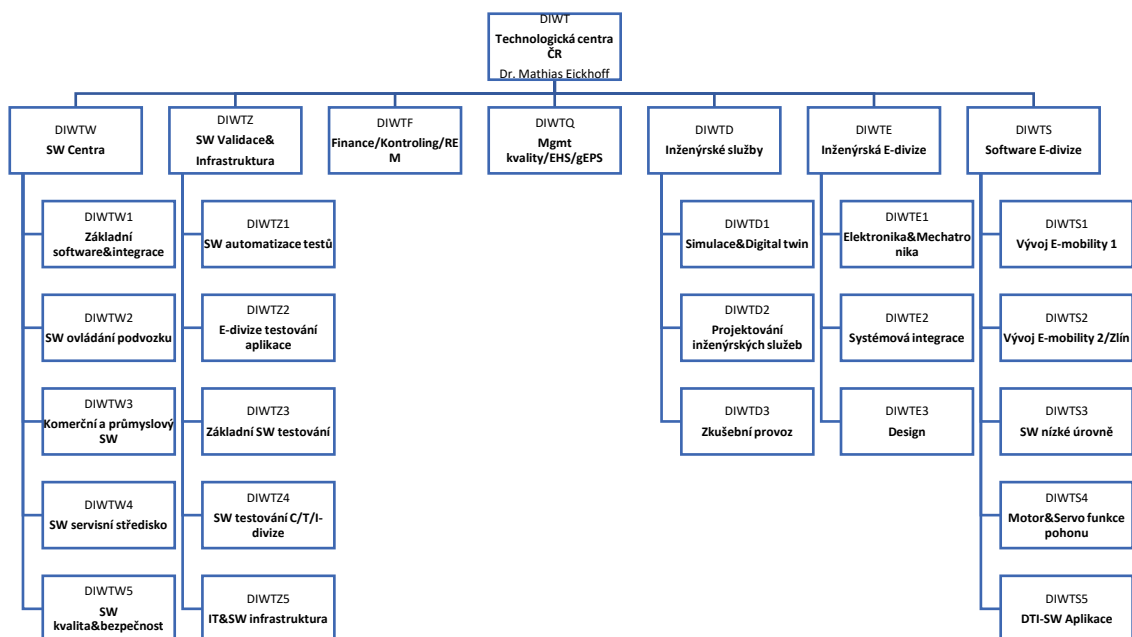 DIWT
Technologická centra
ČR
Dr. Mathias Eickhoff
DIWTW
SW Centra
DIWTZ
SW Validace&
Infrastruktura
DIWTF
Finance/Kontroling/RE
M
DIWTQ
Mgmt
kvality/EHS/gEPS
DIWTD
Inženýrské služby
DIWTE
Inženýrská E-divize
DIWTS
Software E-divize
DIWTW1
Základní
software&integrace
DIWTW2
SW ovládání podvozku
DIWTW3
Komerční a průmyslový
SW
DIWTW4
SW servisní středisko
DIWTW5
SW
kvalita&bezpečnost
DIWTZ1
SW automatizace testů
DIWTZ2
E-divize testování
aplikace
DIWTZ3
Základní SW testování
DIWTZ4
SW testování C/T/I-
divize
DIWTZ5
IT&SW infrastruktura
DIWTD1
Simulace&Digital twin
DIWTD2
Projektování
inženýrských služeb
DIWTD3
Zkušební provoz
DIWTE1
Elektronika&Mechatro
nika
DIWTE2
Systémová integrace
DIWTE3
Design
DIWTS1
Vývoj E-mobility 1
DIWTS2
Vývoj E-mobility 2/Zlín
DIWTS3
SW nízké úrovně
DIWTS4
Motor&Servo funkce
pohonu
DIWTS5
DTI-SW Aplikace